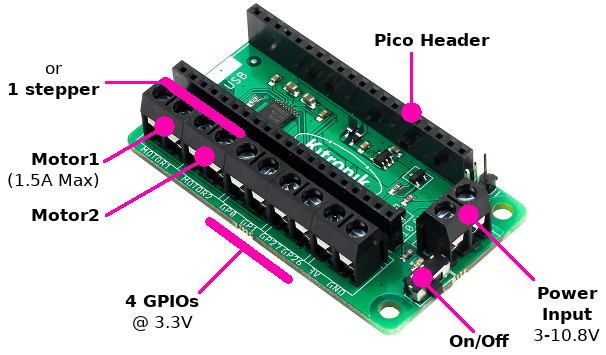 Pico Header
or
1 stepper
Motor1
(1.5A Max)
Motor2
4 GPIOs
@ 3.3V
Power
Input
3-10.8V
On/Off
USB
Kitronik
MOTOR1
MOTOR2
GP0
GP1
GP27
GP26
3V
GND